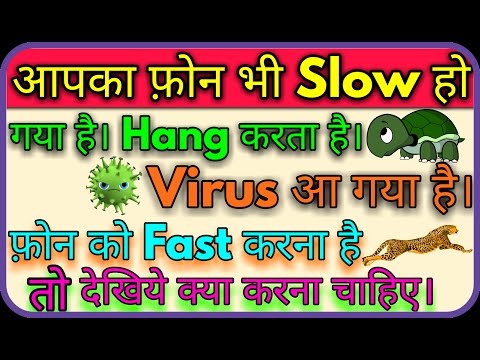 आपका फ़ोन भी Slow हो
गया है। Hang करता है।
Virus आ गया है।
फ़ोन को Fast करना है
तो देखिये क्या करना चाहिए।